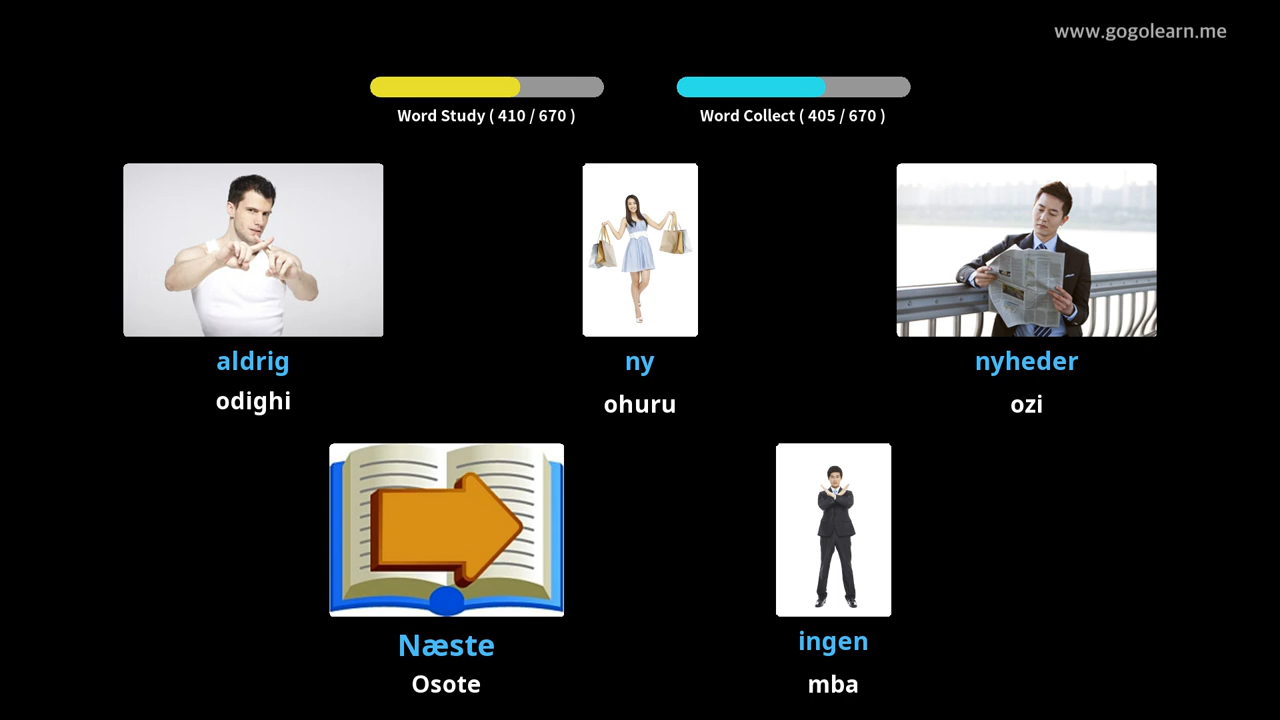 www.gogolearn.me
Word Study ( 410 / 670 )
Word Collect ( 405 / 670 )
aldrig
odighi
ny
ohuru
nyheder
ozi
Næste
Osote
ingen
mba